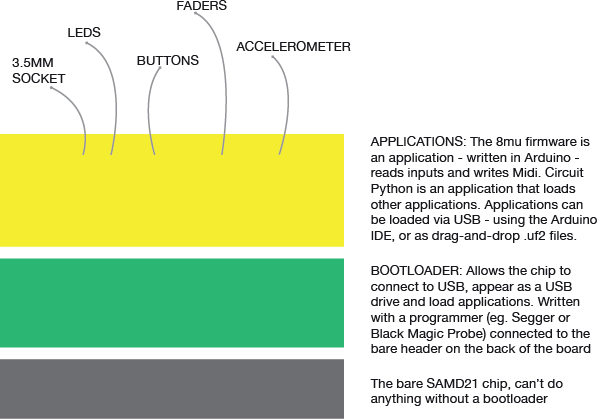 FADERS
LEDS
3.5MM
SOCKET
BUTTONS
ACCELEROMETER
APPLICATIONS: The 8mu firmware is
an application - written in Arduino -
reads inputs and writes Midi. Circuit
Python is an application that loads
other applications. Applications can
be loaded via USB - using the Arduino
IDE, or as drag-and-drop .uf2 files.
BOOTLOADER: Allows the chip to
connect to USB, appear as a USB
drive and load applications. Written
with a programmer (eg. Segger or
Black Magic Probe) connected to the
bare header on the back of the board
The bare SAMD21 chip, can't do
anything without a bootloader